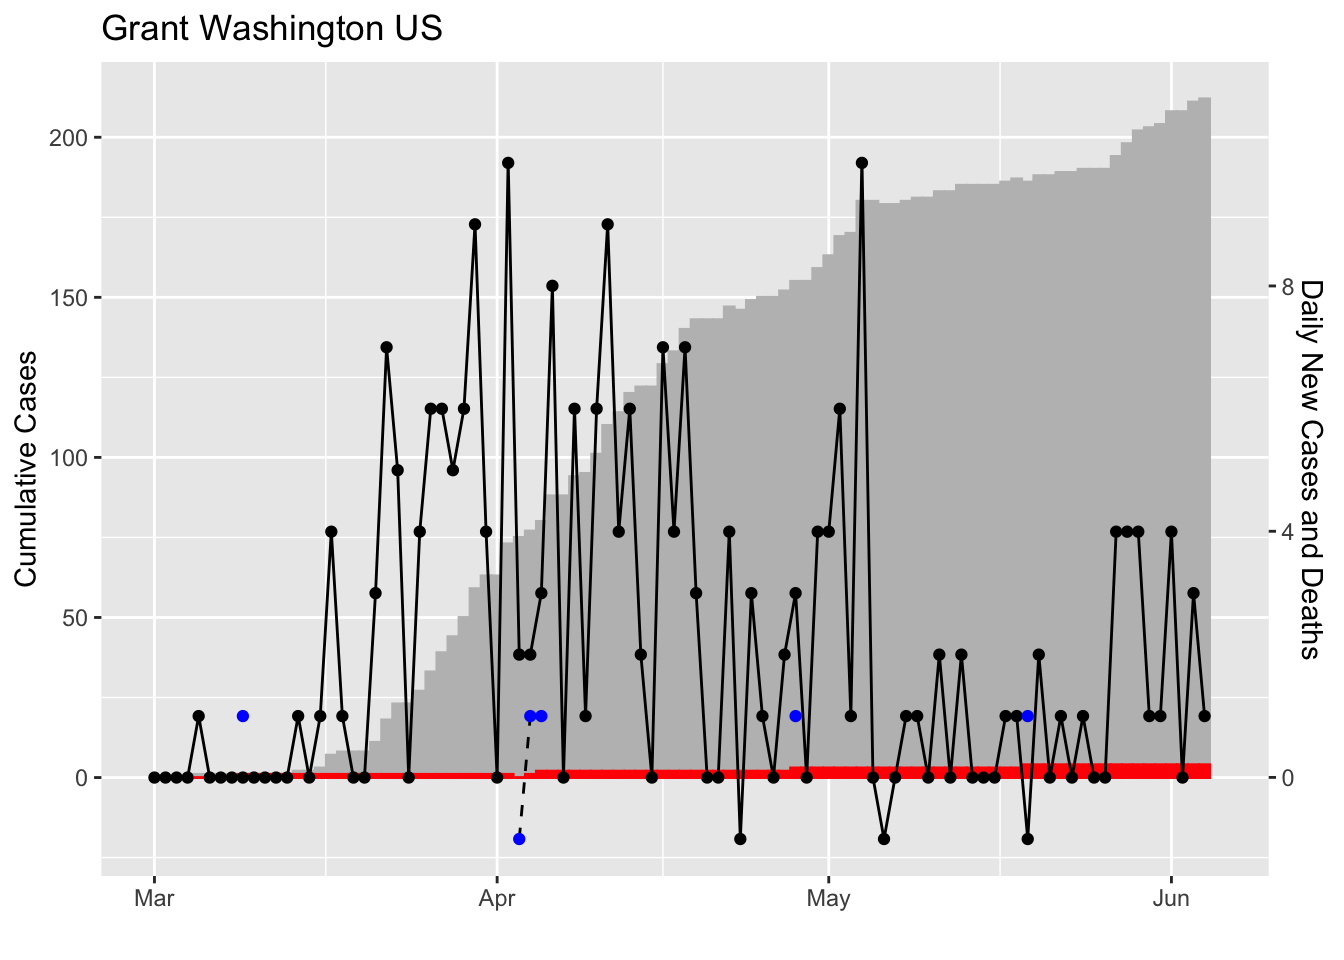 Grant Washington US
Cumulative Cases
200
150
100
50
0
8
4
0
Daily New Cases and Deaths
Mar
Apr
May
Jun